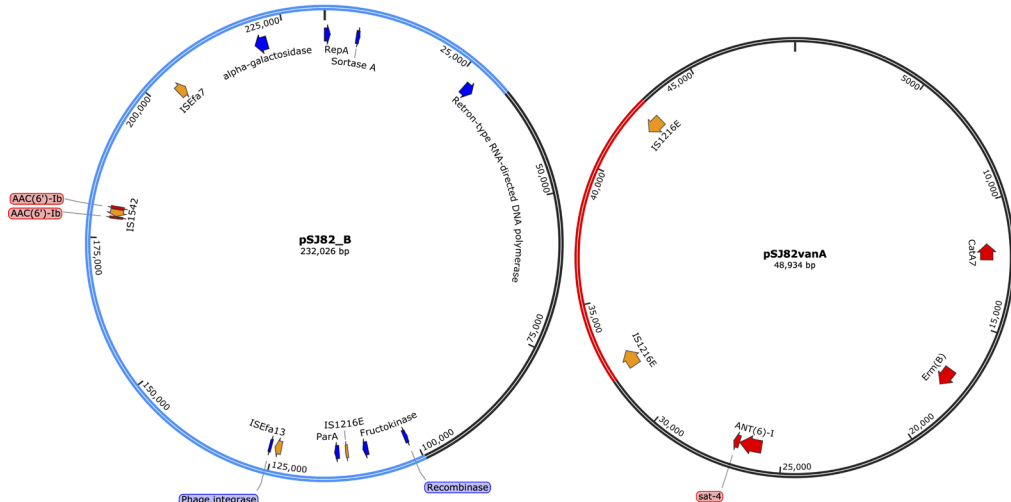 225,000
alpha-galactosidase
RepA
Sortase A
25,000
Retron-type RNA-directed DNA polymerase
ISEfa7
200,000
50,000
AAC(6')-Ib
AAC(6')-Ib
IS1542
175,000
pSJ82_B
232,026 bp
75,000
150,000
ISEfa13
ParA
IS1216E
Fructokinase
100,000
125,000
Phage integrase
Recombinase
45,000
5000
IS1216E
40,000
10,000
CatA7
pSJ82vanA
48,934 bp
35,000
15,000
IS1216E
Erm(B)
30,000
ANT(6)-I
20,000
25,000
sat-4